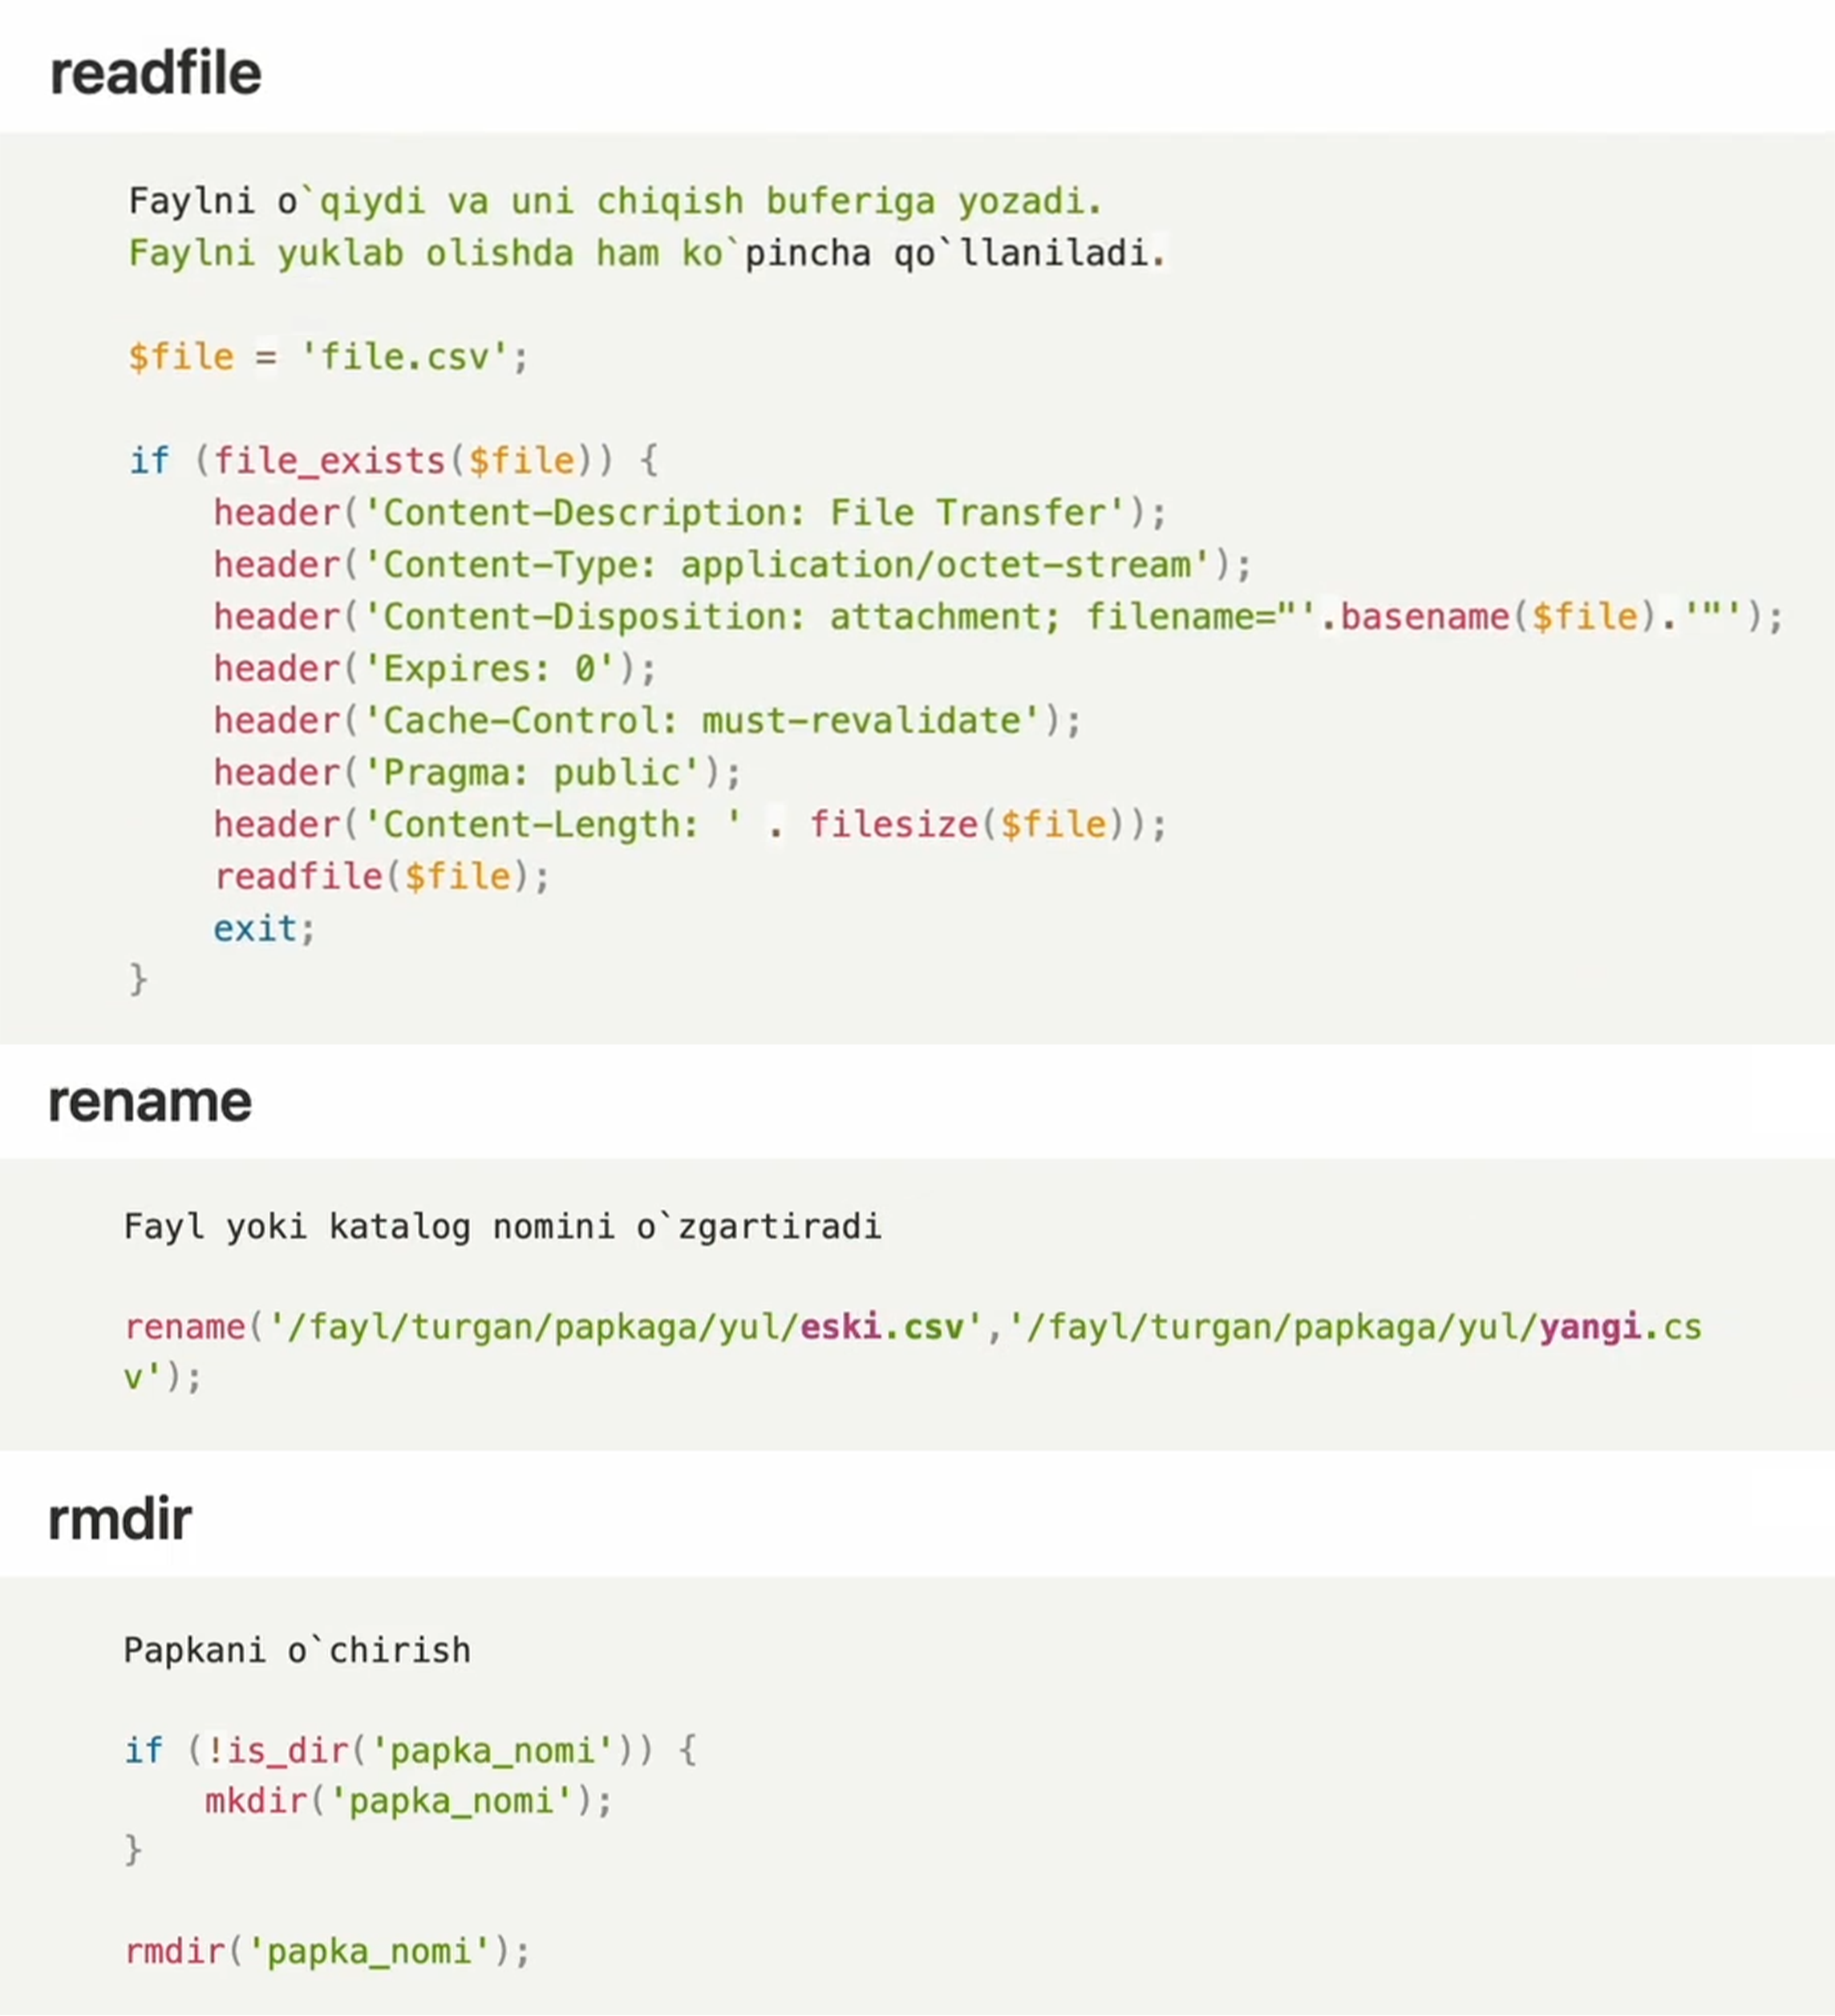 readfile
Faylni o`qiydi va uni chiqish buferiga yozadi.
Faylni yuklab olishda ham ko`pincha qo`llaniladi.
$file = 'file.csv';
if (file_exists($file)) {
header('Content-Description: File Transfer');
header('Content-Type: application/octet-stream');
header('Content-Disposition: attachment; filename="'.basename($file).'"');
header('Expires: 0');
header('Cache-Control: must-revalidate');
header('Pragma: public');
header('Content-Length: ' . filesize($file));
readfile($file);
exit;
}
rename
Fayl yoki katalog nomini o`zgartiradi
rename('/fayl/turgan/papkaga/yul/eski.csv','/fayl/turgan/papkaga/yul/yangi.cs
v');
rmdir
Papkani o`chirish
if (!is_dir('papka_nomi')) {
mkdir('papka_nomi');
}
rmdir('papka_nomi');